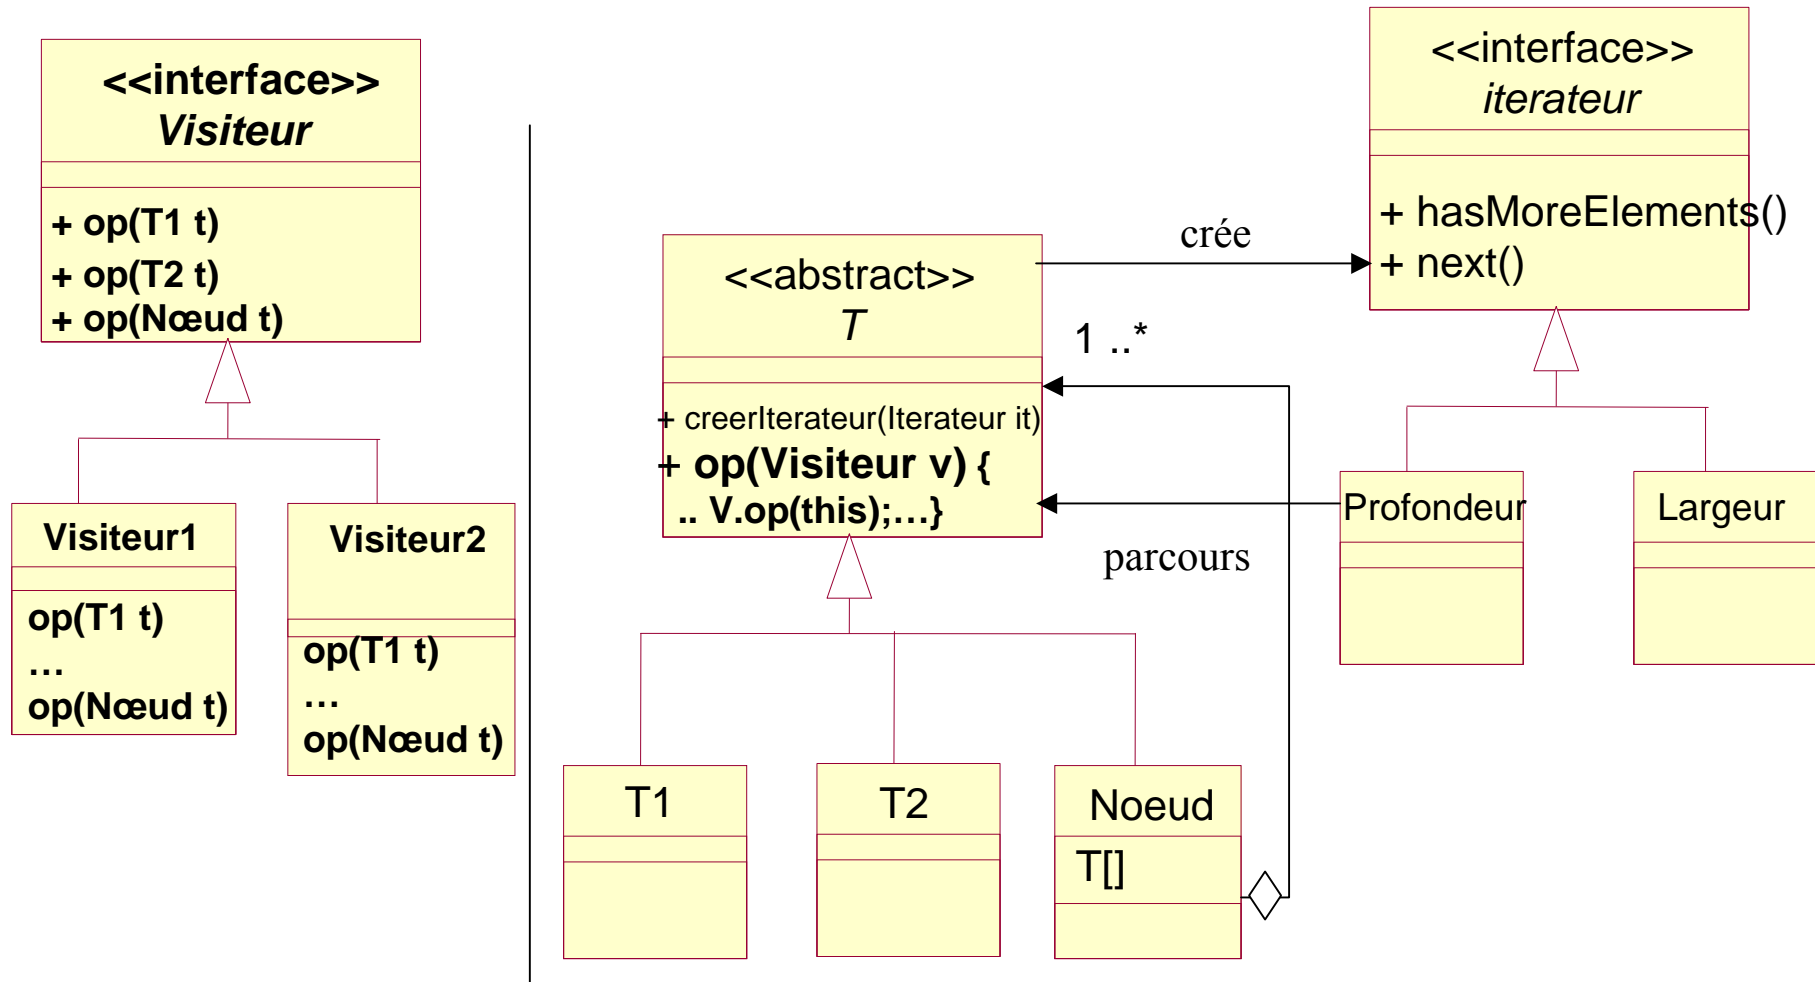 <<interface>>
Visiteur
+ op(T1 t)
+ op(T2 t)
+ op(Nœud t)
Visiteur1
op(T1 t)
...
op(Nœud t)
Visiteur2
op(T1 t)
...
op(Nœud t)
<<abstract>>
T
+ creerIterateur(Iterateur it)
+ op(Visiteur v) {
.. V.op(this);...}
crée
1 ..*
parcours
<<interface>>
iterateur
+ hasMoreElements()
+ next()
Profondeur
Largeur
T1
T2
Noeud
T[]